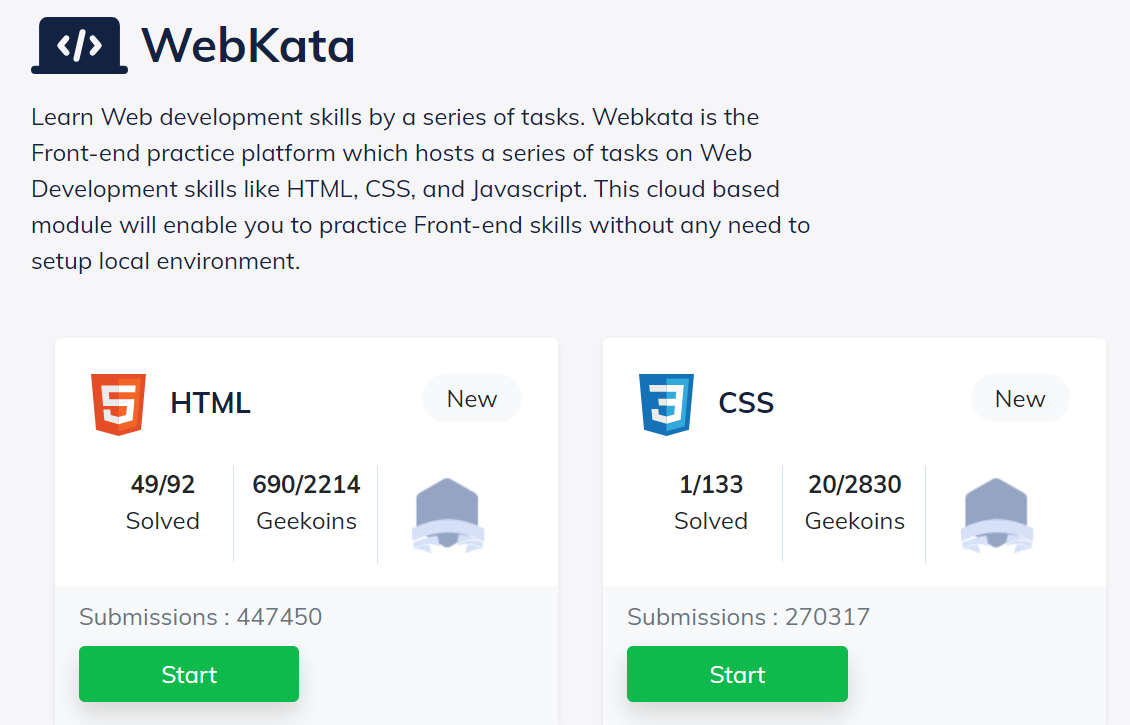 WebKata
Learn Web development skills by a series of tasks. Webkata is the
Front-end practice platform which hosts a series of tasks on Web
Development skills like HTML, CSS, and Javascript. This cloud based
module will enable you to practice Front-end skills without any need to
setup local environment.
HTML
New
49/92
Solved
690/2214
Geekoins
Submissions : 447450
Start
CSS
New
1/133
Solved
20/2830
Geekoins
Submissions : 270317
Start